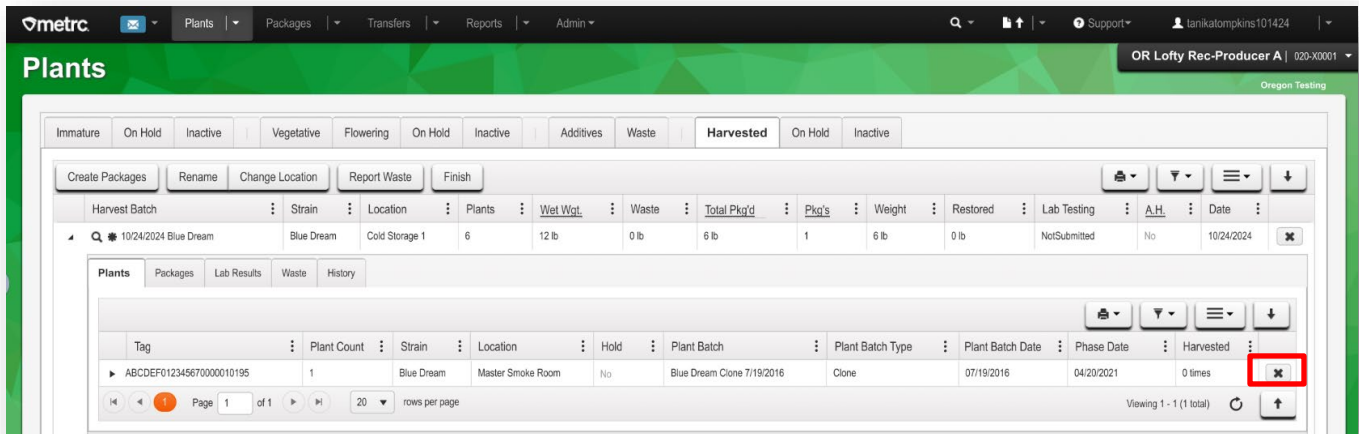 metrc. Plants Packages Transfers Reports Admin Support tanikatompkins101424
Plants
OR Lofty Rec-Producer A | 020-X0001
Oregon Testing
Immature On Hold Inactive Vegetative Flowering On Hold Inactive Additives Waste Harvested On Hold Inactive
Create Packages Rename Change Location Report Waste Finish
Harvest Batch Strain Location Plants Wet Wgt. Waste Total Pkg'd Pkg's Weight Restored Lab Testing A.H. Date
10/24/2024 Blue Dream Blue Dream Cold Storage 1 6 12 lb 0 lb 6 lb 1 6 lb 0 lb NotSubmitted No 10/24/2024
Plants Packages Lab Results Waste History
Tag Plant Count Strain Location Hold Plant Batch Plant Batch Type Plant Batch Date Phase Date Harvested
ABCDEF012345670000010195 1 Blue Dream Master Smoke Room No Blue Dream Clone 7/19/2016 Clone 07/19/2016 04/20/2021 0 times
1 Page 1 of 1 20 rows per page Viewing 1 - 1 (1 total)